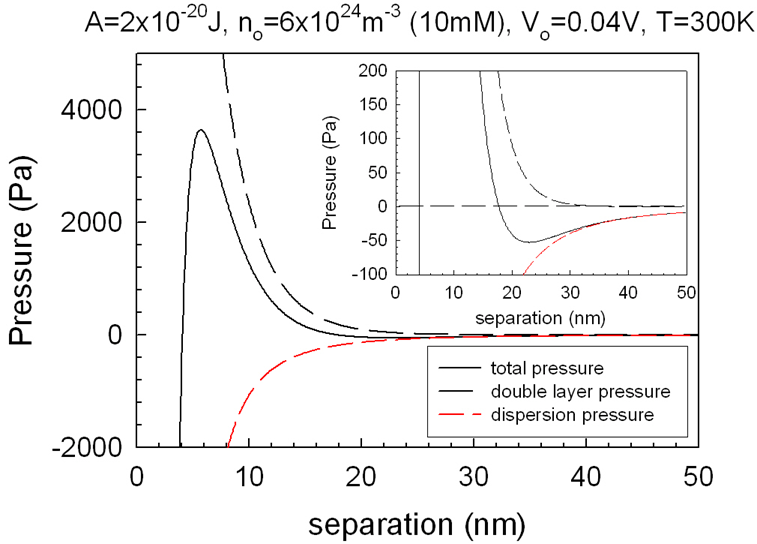 A=2x10⁻²⁰J, nₒ=6x10²⁴m⁻³ (10mM), Vₒ=0.04V, T=300K
Pressure (Pa)
4000
2000
0
-2000
0
10
20
30
40
50
separation (nm)
Pressure (Pa)
200
150
100
50
0
-50
-100
0
10
20
30
40
50
separation (nm)
total pressure
double layer pressure
dispersion pressure